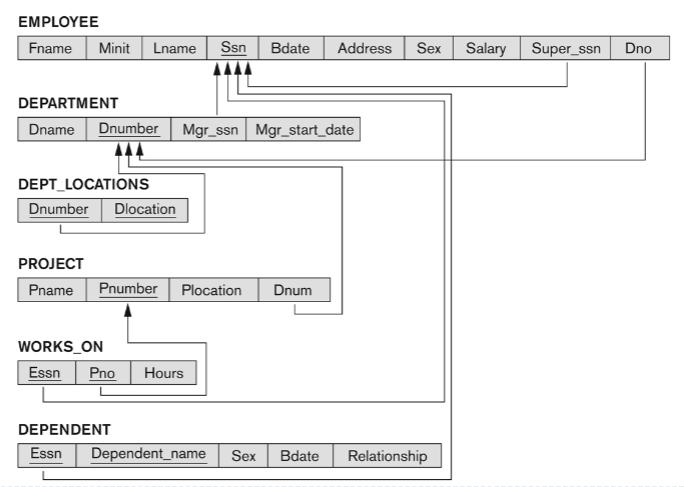 EMPLOYEE
Fname Minit Lname Ssn Bdate Address Sex Salary Super_ssn Dno
DEPARTMENT
Dname Dnumber Mgr_ssn Mgr_start_date
DEPT_LOCATIONS
Dnumber Dlocation
PROJECT
Pname Pnumber Plocation Dnum
WORKS_ON
Essn Pno Hours
DEPENDENT
Essn Dependent_name Sex Bdate Relationship